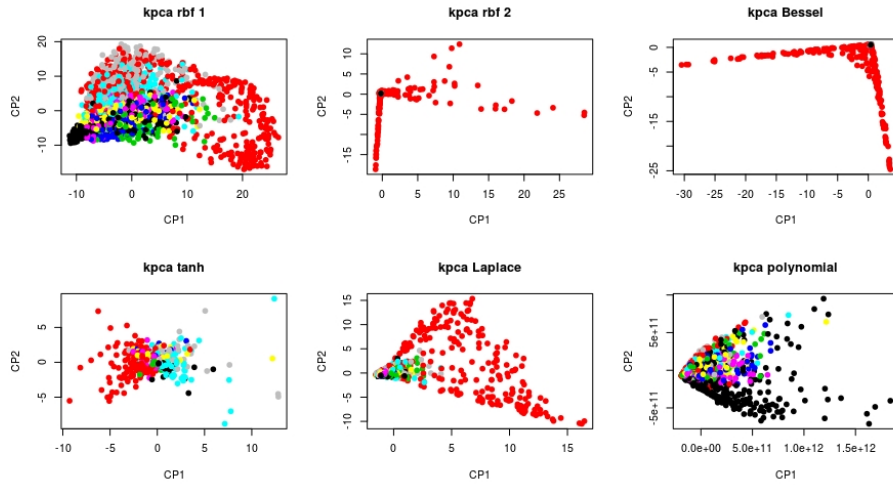 kpca rbf 1
CP2
20
10
0
-10
-10
0
10
20
CP1
kpca rbf 2
CP2
10
5
0
-5
-15
0
5
10
15
20
25
CP1
kpca Bessel
CP2
0
-5
-15
-25
-30
-25
-20
-15
-10
-5
0
CP1
kpca tanh
CP2
5
0
-5
-10
-5
0
5
10
CP1
kpca Laplace
CP2
15
10
5
0
-5
-10
0
5
10
15
CP1
kpca polynomial
CP2
5e+11
-5e+11
0.0e+00
5.0e+11
1.0e+12
1.5e+12
CP1